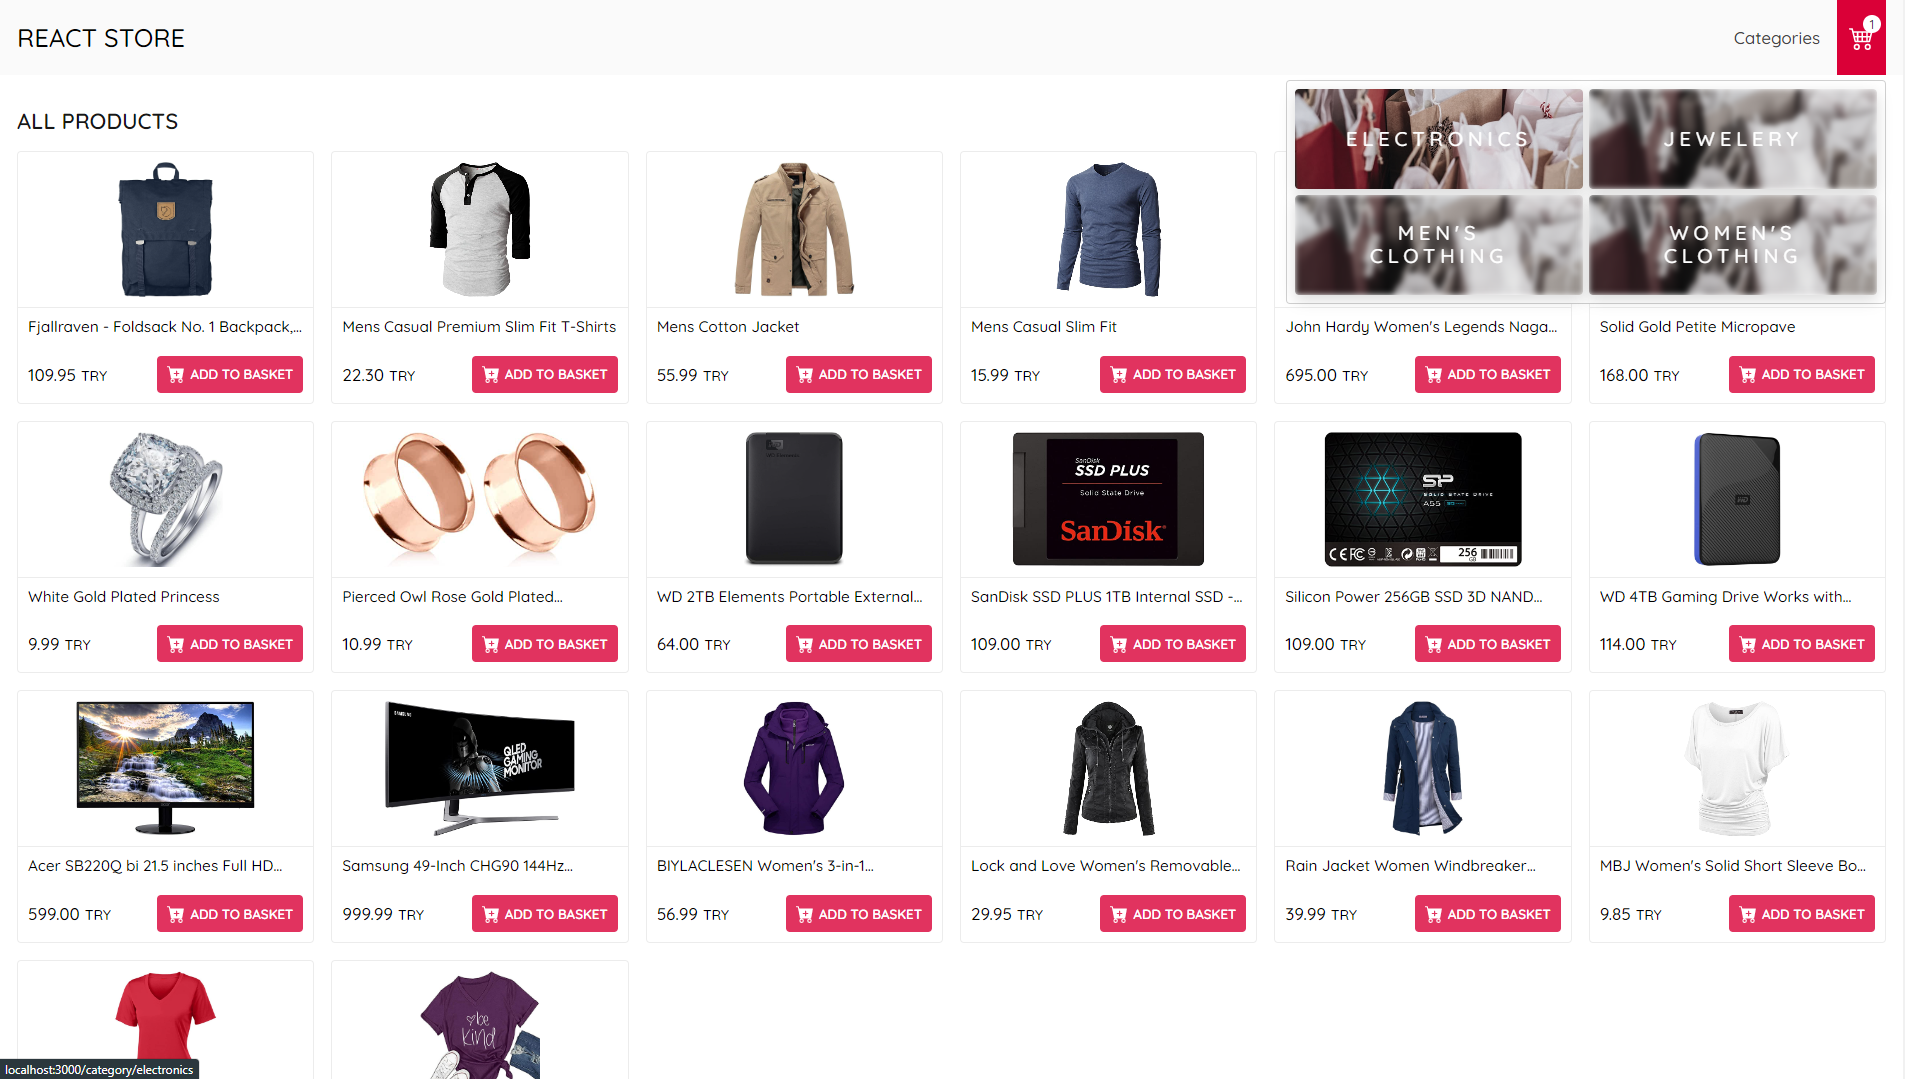 REACT STORE
Categories
1
ALL PRODUCTS
ELECTRONICS
JEWELERY
MEN'S
CLOTHING
WOMEN'S
CLOTHING
Fjallraven - Foldsack No. 1 Backpack,...
109.95 TRY
ADD TO BASKET
Mens Casual Premium Slim Fit T-Shirts
22.30 TRY
ADD TO BASKET
Mens Cotton Jacket
55.99 TRY
ADD TO BASKET
Mens Casual Slim Fit
15.99 TRY
ADD TO BASKET
John Hardy Women's Legends Naga...
695.00 TRY
ADD TO BASKET
Solid Gold Petite Micropave
168.00 TRY
ADD TO BASKET
White Gold Plated Princess
9.99 TRY
ADD TO BASKET
Pierced Owl Rose Gold Plated...
10.99 TRY
ADD TO BASKET
WD 2TB Elements Portable External...
64.00 TRY
ADD TO BASKET
SanDisk
SSD PLUS
Solid State Drive
SanDisk
SanDisk SSD PLUS 1TB Internal SSD -...
109.00 TRY
ADD TO BASKET
SP
SOLID STATE DRIVE
A55
256
GB
Silicon Power 256GB SSD 3D NAND...
109.00 TRY
ADD TO BASKET
WD
WD 4TB Gaming Drive Works with...
114.00 TRY
ADD TO BASKET
Acer SB220Q bi 21.5 inches Full HD...
599.00 TRY
ADD TO BASKET
SAMSUNG
QLED
GAMING
MONITOR
Samsung 49-Inch CHG90 144Hz...
999.99 TRY
ADD TO BASKET
BIYLACLESEN Women's 3-in-1...
56.99 TRY
ADD TO BASKET
Lock and Love Women's Removable...
29.95 TRY
ADD TO BASKET
Rain Jacket Women Windbreaker...
39.99 TRY
ADD TO BASKET
MBJ Women's Solid Short Sleeve Bo...
9.85 TRY
ADD TO BASKET
be
kind
localhost:3000/category/electronics